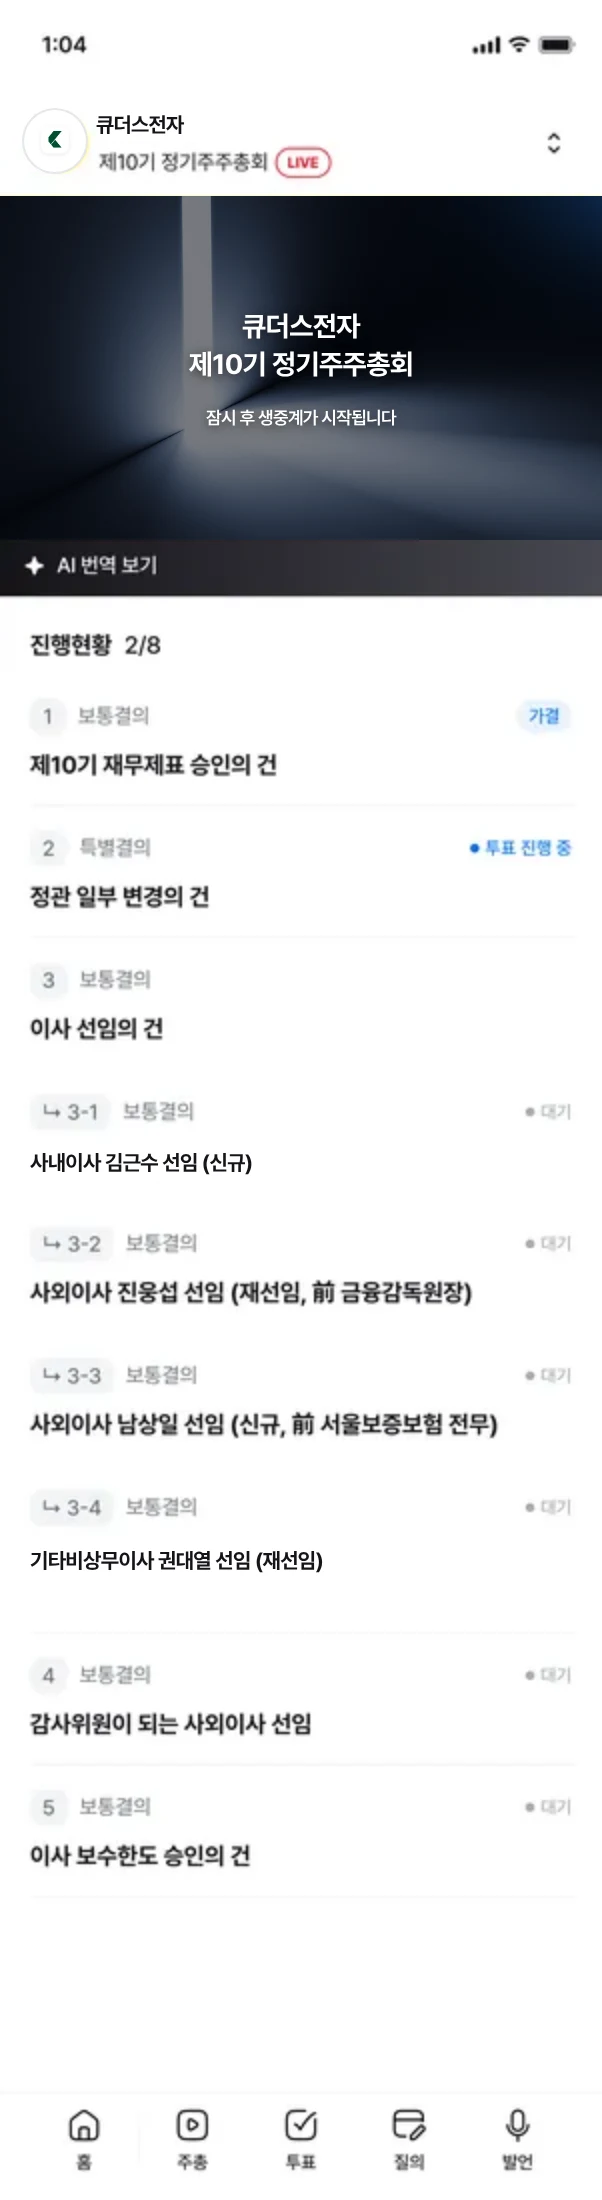 1:04
큐더스전자
제10기 정기주주총회 LIVE
큐더스전자
제10기 정기주주총회
잠시 후 생중계가 시작됩니다
AI 번역 보기
진행현황 2/8
1 보통결의 가결
제10기 재무제표 승인의 건
2 특별결의 투표 진행 중
정관 일부 변경의 건
3 보통결의
이사 선임의 건
3-1 보통결의 대기
사내이사 김근수 선임 (신규)
3-2 보통결의 대기
사외이사 진웅섭 선임 (재선임, 前 금융감독원장)
3-3 보통결의 대기
사외이사 남상일 선임 (신규, 前 서울보증보험 전무)
3-4 보통결의 대기
기타비상무이사 권대열 선임 (재선임)
4 보통결의 대기
감사위원이 되는 사외이사 선임
5 보통결의 대기
이사 보수한도 승인의 건
홈 주총 투표 질의 발언